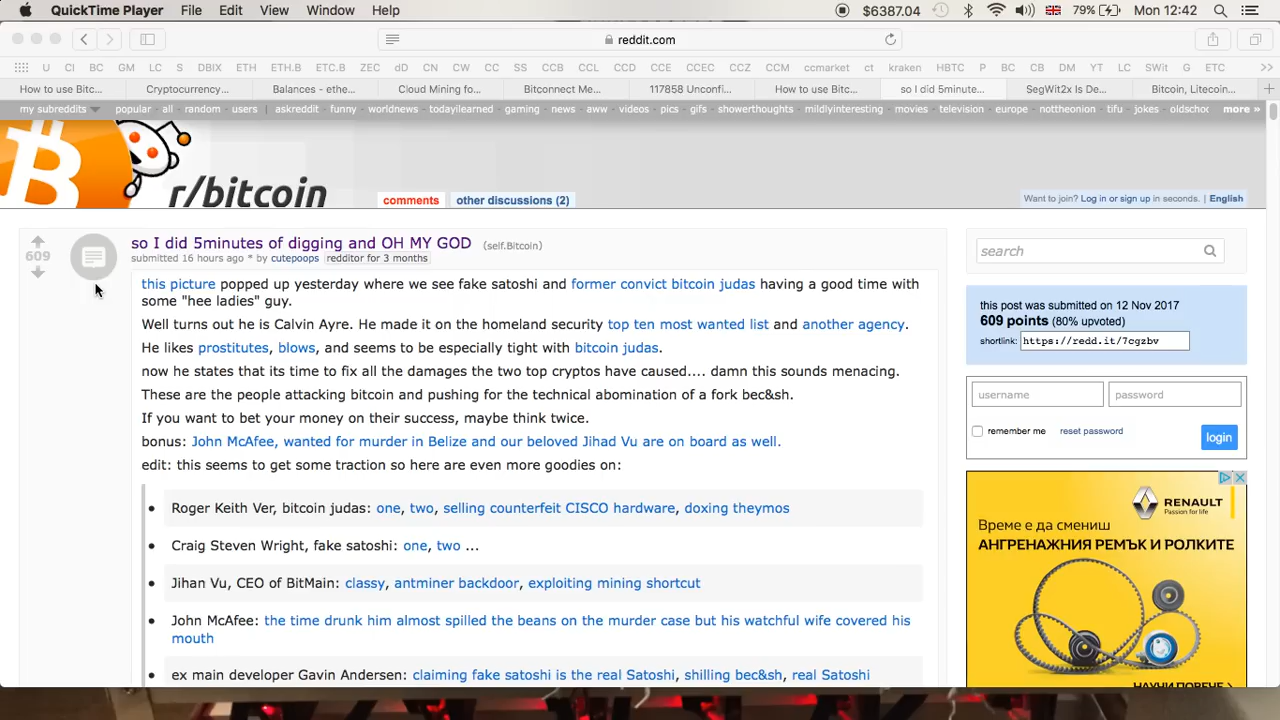 QuickTime Player File Edit View Window Help $6387.04 79% Mon 12:42
reddit.com
U CI BC GM LC S DBIX ETH ETH.B ETC.B ZEC dD CN CW CC SS CCB CCL CCD CCE CCEC CCZ CCM ccmarket ct kraken HBTC P BC CB DM YT LC SWit G ETC >>
How to use Bitc... Cryptocurrency... Balances - ethe... Cloud Mining fo... Bitconnect Me... 117858 Unconfi... How to use Bitc... so I did 5minute... SegWit2x Is De... Bitcoin, Litecoin... +
my subreddits popular - all - random - users | askreddit - funny - worldnews - todayilearned - gaming - news - aww - videos - pics - gifs - showerthoughts - mildlyinteresting - movies - television - europe - nottheonion - tifu - jokes - oldschoc more »
r/bitcoin comments other discussions (2)
Want to join? Log in or sign up in seconds. | English
so I did 5minutes of digging and OH MY GOD (self.Bitcoin)
609
submitted 16 hours ago * by cutepoops redditor for 3 months
this picture popped up yesterday where we see fake satoshi and former convict bitcoin judas having a good time with
some "hee ladies" guy.
Well turns out he is Calvin Ayre. He made it on the homeland security top ten most wanted list and another agency.
He likes prostitutes, blows, and seems to be especially tight with bitcoin judas.
now he states that its time to fix all the damages the two top cryptos have caused.... damn this sounds menacing.
These are the people attacking bitcoin and pushing for the technical abomination of a fork bec&sh.
If you want to bet your money on their success, maybe think twice.
bonus: John McAfee, wanted for murder in Belize and our beloved Jihad Vu are on board as well.
edit: this seems to get some traction so here are even more goodies on:
• Roger Keith Ver, bitcoin judas: one, two, selling counterfeit CISCO hardware, doxing theymos
• Craig Steven Wright, fake satoshi: one, two ...
• Jihan Vu, CEO of BitMain: classy, antminer backdoor, exploiting mining shortcut
• John McAfee: the time drunk him almost spilled the beans on the murder case but his watchful wife covered his
mouth
• ex main developer Gavin Andersen: claiming fake satoshi is the real Satoshi, shilling bec&sh, real Satoshi
search
this post was submitted on 12 Nov 2017
609 points (80% upvoted)
shortlink: https://redd.it/7cgzbv
username password
remember me reset password login
RENAULT
Passion for life
Време е да смениш
АНГРЕНАЖНИЯ РЕМЪК И РОЛКИТЕ
НАУЧИ ПОВЕЧЕ